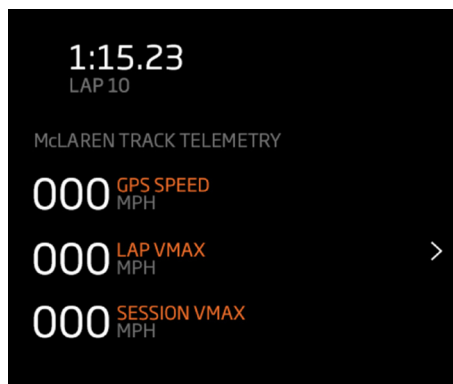 1:15.23
LAP 10
McLAREN TRACK TELEMETRY
000 GPS SPEED
MPH
000 LAP VMAX
MPH
000 SESSION VMAX
MPH